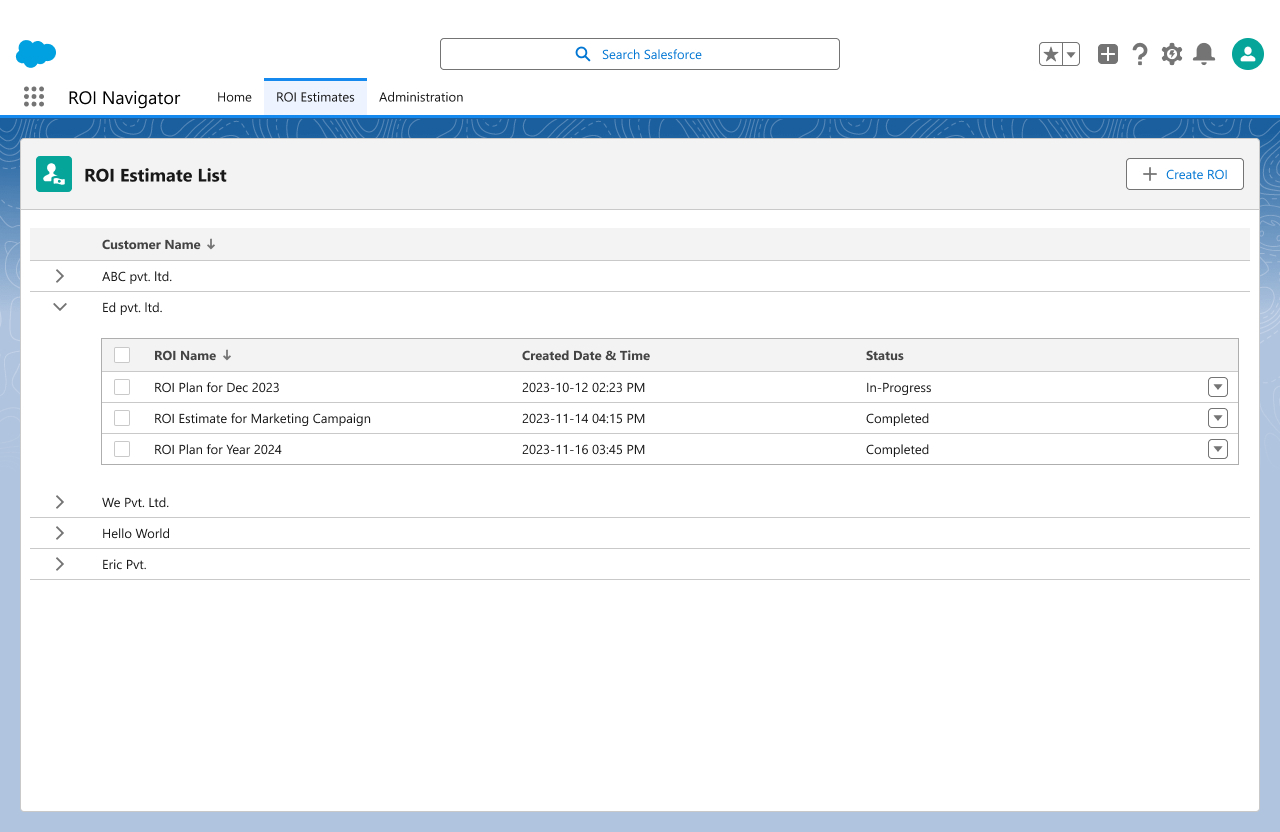 Search Salesforce
ROI Navigator Home ROI Estimates Administration
ROI Estimate List Create ROI
Customer Name
ABC pvt. ltd.
Ed pvt. ltd.
ROI Name Created Date & Time Status
ROI Plan for Dec 2023 2023-10-12 02:23 PM In-Progress
ROI Estimate for Marketing Campaign 2023-11-14 04:15 PM Completed
ROI Plan for Year 2024 2023-11-16 03:45 PM Completed
We Pvt. Ltd.
Hello World
Eric Pvt.